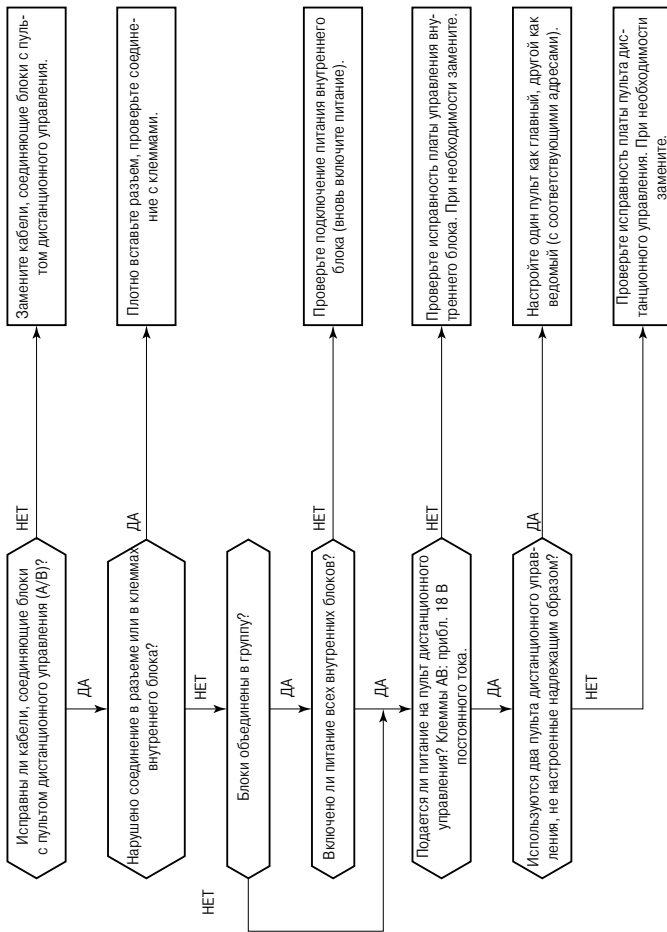 Исправны ли кабели, соединяющие блоки
с пультом дистанционного управления (A/B)?
НЕТ
Замените кабели, соединяющие блоки с пуль-
том дистанционного управления.
ДА
Нарушено соединение в разъеме или в клеммах
внутреннего блока?
ДА
Плотно вставьте разъем, проверьте соедине-
ние с клеммами.
НЕТ
Блоки объединены в группу?
НЕТ
ДА
Включено ли питание всех внутренних блоков?
НЕТ
Проверьте подключение питания внутреннего
блока (вновь включите питание).
ДА
Подается ли питание на пульт дистанционного
управления? Клеммы AB: прибл. 18 В
постоянного тока.
НЕТ
Проверьте исправность платы управления вну-
треннего блока. При необходимости замените.
ДА
Используются два пульта дистанционного управ-
ления, не настроенные надлежащим образом?
ДА
Настройте один пульт как главный, другой как
ведомый (с соответствующими адресами).
НЕТ
Проверьте исправность платы пульта дис-
танционного управления. При необходимости
замените.